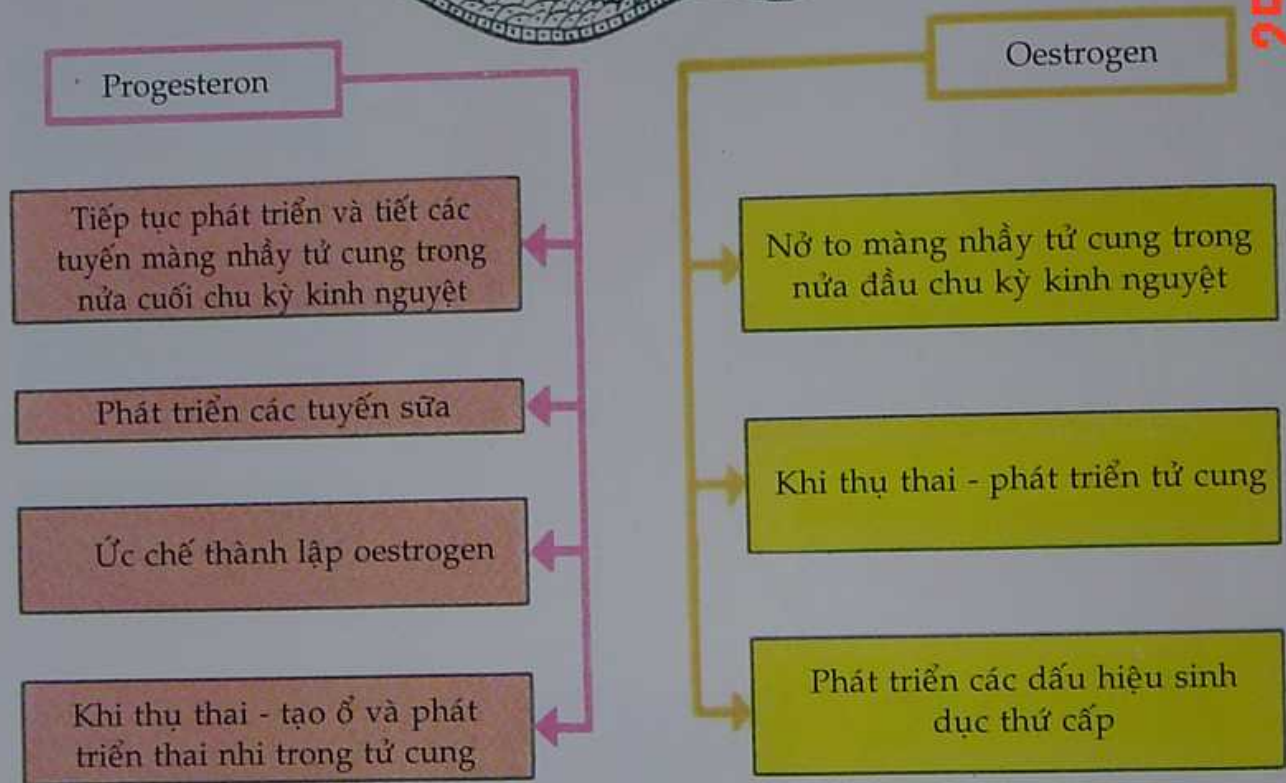 Progesteron
Tiếp tục phát triển và tiết các
tuyến màng nhầy tử cung trong
nửa cuối chu kỳ kinh nguyệt
Phát triển các tuyến sữa
Ức chế thành lập oestrogen
Khi thụ thai - tạo ổ và phát
triển thai nhi trong tử cung
Oestrogen
Nở to màng nhầy tử cung trong
nửa đầu chu kỳ kinh nguyệt
Khi thụ thai - phát triển tử cung
Phát triển các dấu hiệu sinh
dục thứ cấp